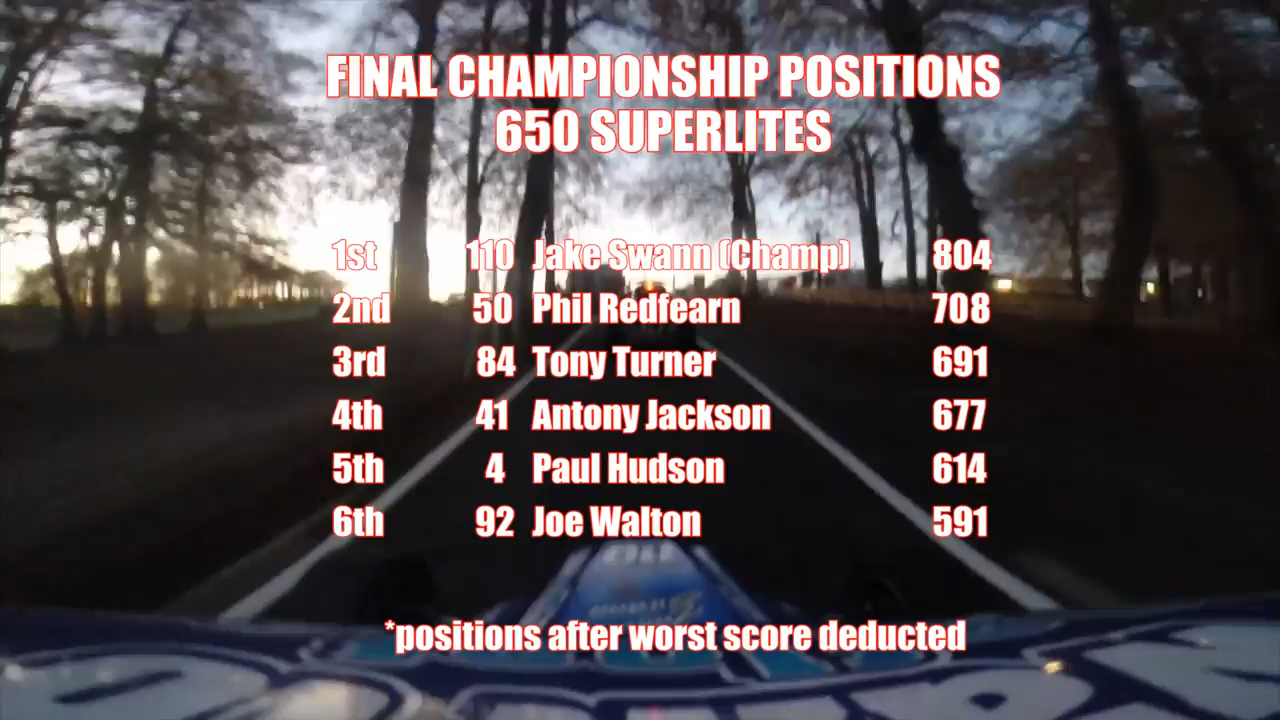 FINAL CHAMPIONSHIP POSITIONS
650 SUPERLITES
1st 110 Jake Swann (Champ) 804
2nd 50 Phil Redfearn 708
3rd 84 Tony Turner 691
4th 41 Antony Jackson 677
5th 4 Paul Hudson 614
6th 92 Joe Walton 591
*positions after worst score deducted